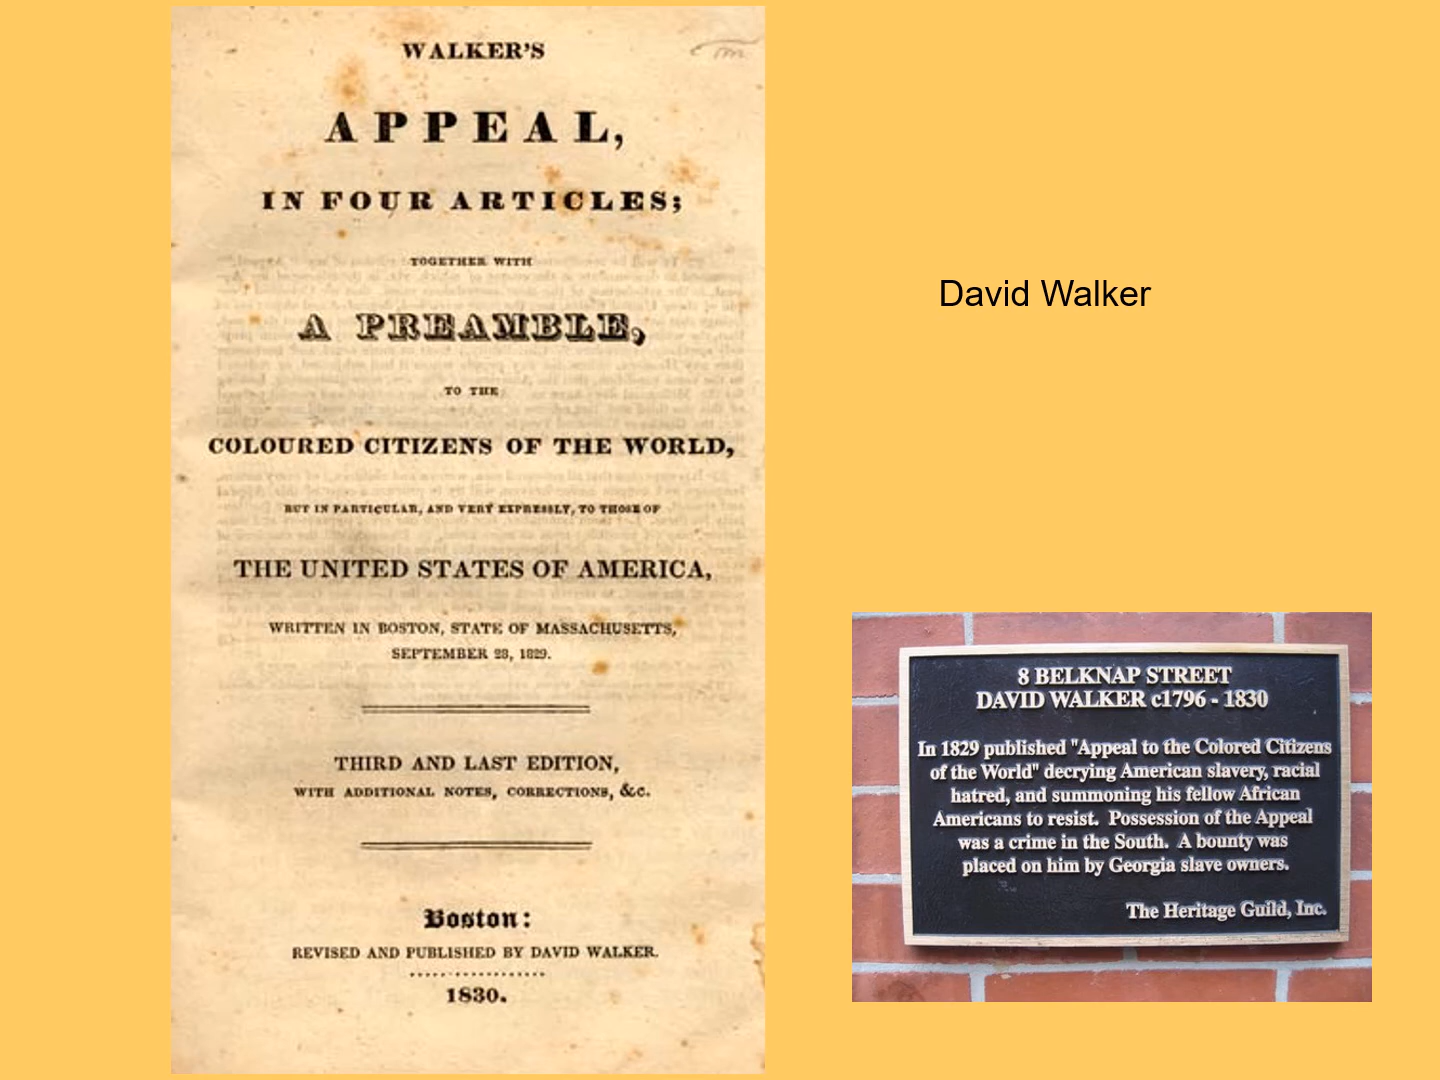 WALKER'S
APPEAL,
IN FOUR ARTICLES;
TOGETHER WITH
A PREAMBLE,
TO THE
COLOURED CITIZENS OF THE WORLD,
BUT IN PARTICULAR, AND VERY EXPRESSLY, TO THOSE OF
THE UNITED STATES OF AMERICA,
WRITTEN IN BOSTON, STATE OF MASSACHUSETTS,
SEPTEMBER 28, 1829.
THIRD AND LAST EDITION,
WITH ADDITIONAL NOTES, CORRECTIONS, &c.
Boston:
REVISED AND PUBLISHED BY DAVID WALKER.
1830.
David Walker
8 BELKNAP STREET
DAVID WALKER c1796 - 1830
In 1829 published "Appeal to the Colored Citizens
of the World" decrying American slavery, racial
hatred, and summoning his fellow African
Americans to resist. Possession of the Appeal
was a crime in the South. A bounty was
placed on him by Georgia slave owners.
The Heritage Guild, Inc.